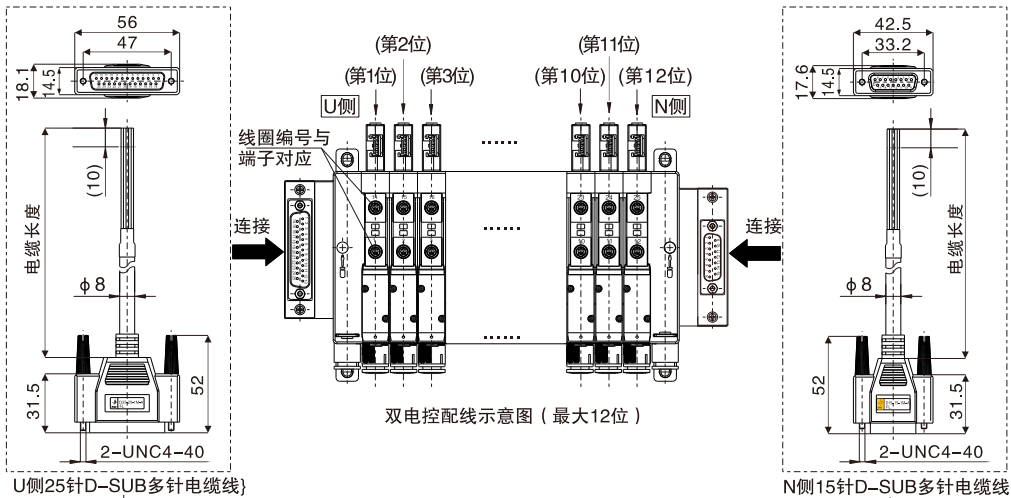 56
47
18.1
14.5
(10)
电缆长度
ϕ8
52
31.5
2-UNC4-40
U侧25针D-SUB多针电缆线}
(第2位)
(第11位)
(第1位)
(第3位)
(第10位)
(第12位)
U侧
N侧
线圈编号与
端子对应
......
......
......
连接
连接
双电控配线示意图（最大12位）
42.5
33.2
17.6
14.5
(10)
电缆长度
ϕ8
52
31.5
2-UNC4-40
N侧15针D-SUB多针电缆线